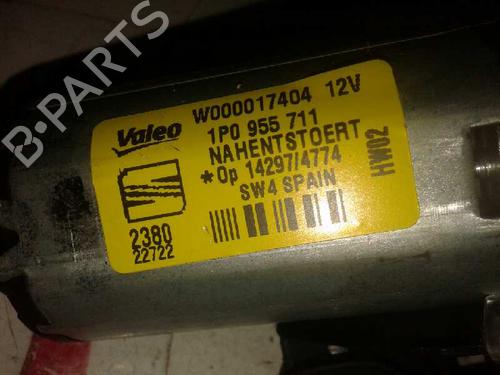 B-PARTS
Valeo W000017404 12V
1P0 955 711
NAHENTSTOERT
*Op 14297/4774
SW4 SPAIN
HW02
2380
22722